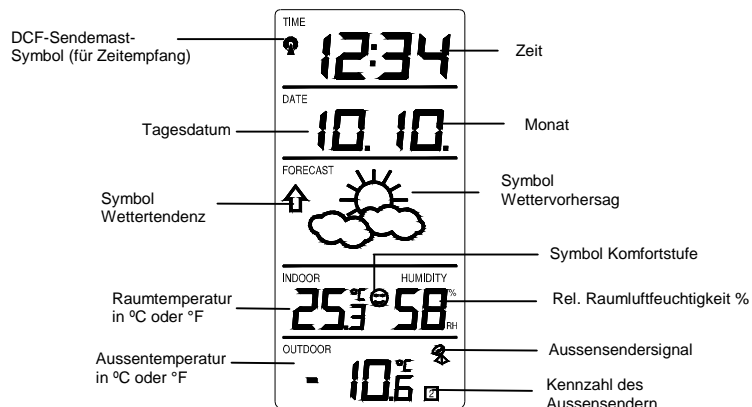 TIME
DCF-Sendemast-
Symbol (für Zeitempfang)
12:34
Zeit
DATE
Tagesdatum
10. 10.
Monat
FORECAST
Symbol
Wettertendenz
Symbol
Wettervorhersag
Symbol Komfortstufe
INDOOR
HUMIDITY
Raumtemperatur
in ºC oder °F
25.3 °C
58 %
RH
Rel. Raumluftfeuchtigkeit %
OUTDOOR
Aussentemperatur
in ºC oder °F
-10.6 °C
2
Aussensendersignal
Kennzahl des
Aussensendern